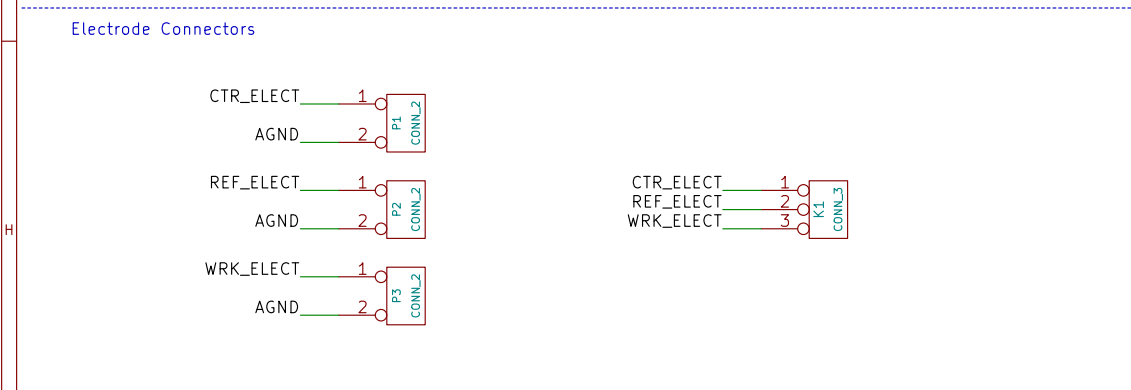 Electrode Connectors
CTR_ELECT 1
AGND 2
P1
CONN_2
REF_ELECT 1
AGND 2
P2
CONN_2
WRK_ELECT 1
AGND 2
P3
CONN_2
CTR_ELECT 1
REF_ELECT 2
WRK_ELECT 3
K1
CONN_3
H